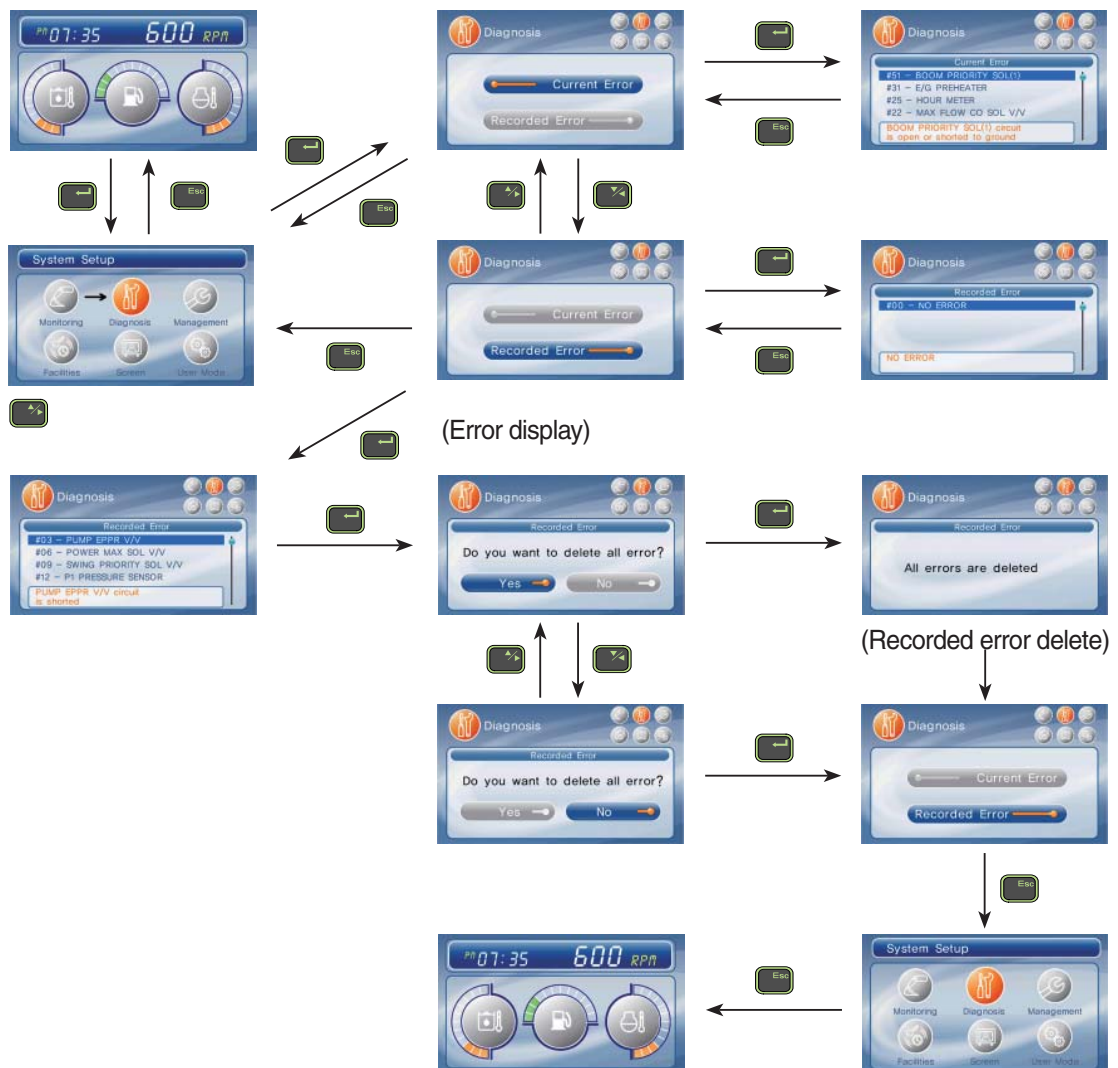 PM 07:35 600 RPM
Diagnosis
Current Error
Recorded Error
Diagnosis
Current Error
#51 - BOOM PRIORITY SOL(1)
#31 - E/G PREHEATER
#25 - HOUR METER
#22 - MAX FLOW CO SOL V/V
BOOM PRIORITY SOL(1) circuit
is open or shorted to ground
Esc
Esc
Esc
System Setup
Monitoring
Diagnosis
Management
Facilities
Screen
User Mode
Diagnosis
Current Error
Recorded Error
Diagnosis
Recorded Error
#00 - NO ERROR
NO ERROR
Esc
Esc
(Error display)
Diagnosis
Recorded Error
#03 - PUMP EPPR V/V
#06 - POWER MAX SOL V/V
#09 - SWING PRIORITY SOL V/V
#12 - P1 PRESSURE SENSOR
PUMP EPPR V/V circuit
is shorted
Diagnosis
Recorded Error
Do you want to delete all error?
Yes
No
Diagnosis
Recorded Error
All errors are deleted
(Recorded error delete)
Diagnosis
Recorded Error
Do you want to delete all error?
Yes
No
Diagnosis
Current Error
Recorded Error
Esc
PM 07:35 600 RPM
Esc
System Setup
Monitoring
Diagnosis
Management
Facilities
Screen
User Mode